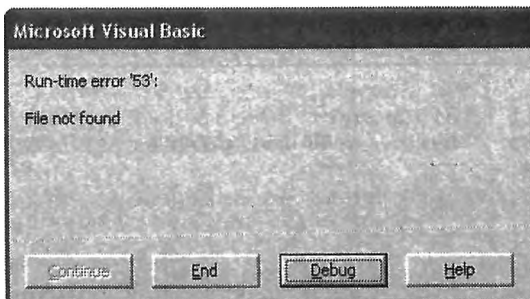 Microsoft Visual Basic
Run-time error '53':
File not found
Continue
End
Debug
Help